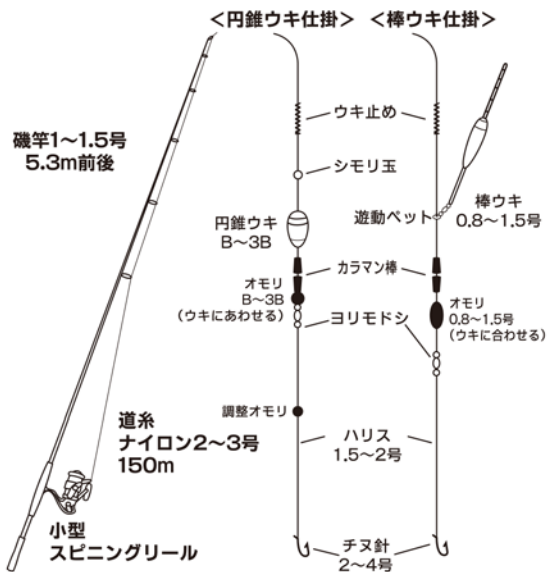 <円錐ウキ仕掛>
<棒ウキ仕掛>
磯竿1〜1.5号
5.3m前後
ウキ止め
シモリ玉
円錐ウキ
B〜3B
遊動ペット
棒ウキ
0.8〜1.5号
カラマン棒
オモリ
B〜3B
(ウキにあわせる)
オモリ
0.8〜1.5号
(ウキに合わせる)
ヨリモドシ
調整オモリ
道糸
ナイロン2〜3号
150m
ハリス
1.5〜2号
小型
スピニングリール
チヌ針
2〜4号